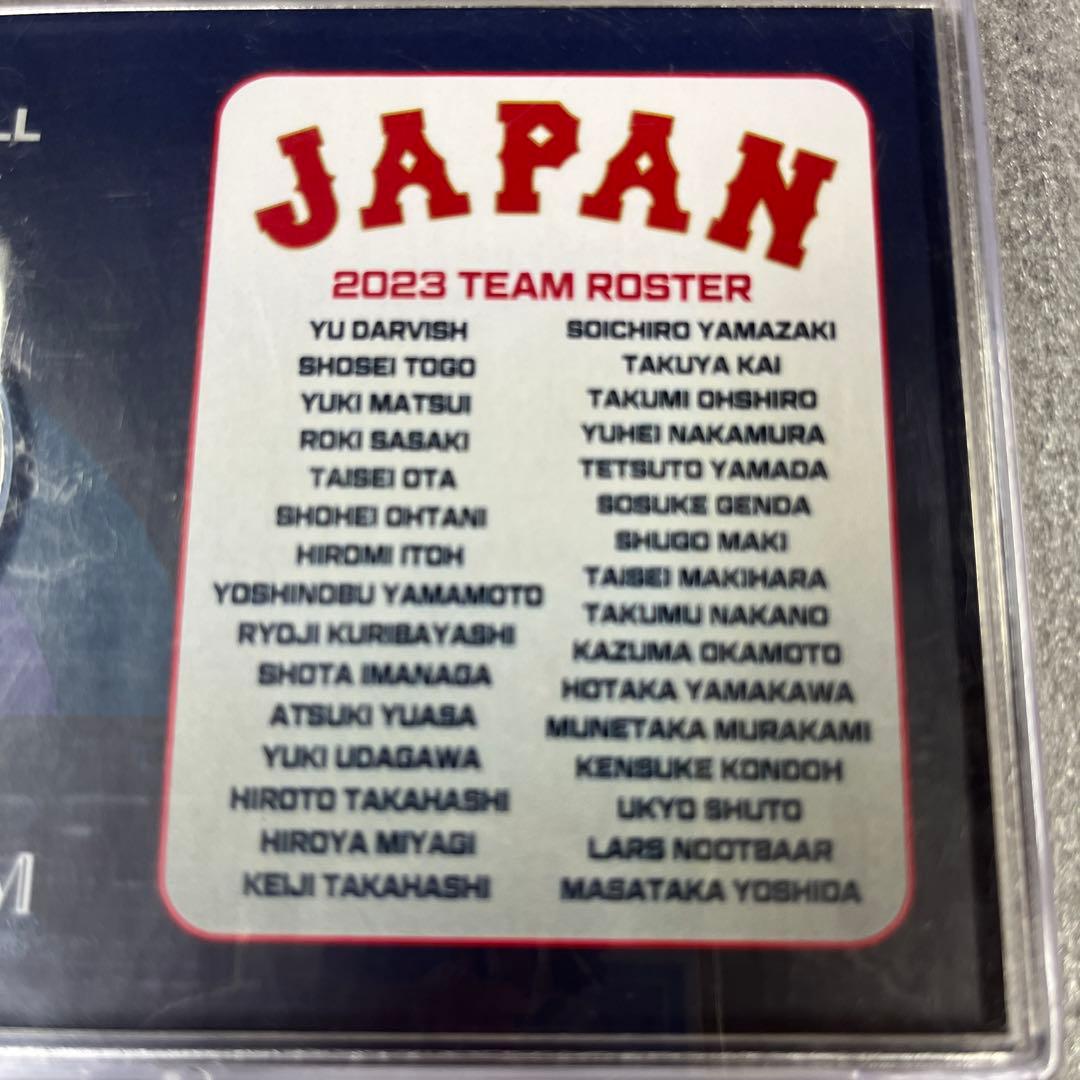 LL
JAPAN
2023 TEAM ROSTER
YU DARVISH
SHOSEI TOGO
YUKI MATSUI
ROKI SASAKI
TAISEI OTA
SHOHEI OHTANI
HIROMI ITOH
YOSHINOBU YAMAMOTO
RYOJI KURIBAYASHI
SHOTA IMANAGA
ATSUKI YUASA
YUKI UDAGAWA
HIROTO TAKAHASHI
HIROYA MIYAGI
KEIJI TAKAHASHI
SOICHIRO YAMAZAKI
TAKUYA KAI
TAKUMI OHSHIRO
YUHEI NAKAMURA
TETSUTO YAMADA
SOSUKE GENDA
SHUGO MAKI
TAISEI MAKIHARA
TAKUMU NAKANO
KAZUMA OKAMOTO
HOTAKA YAMAKAWA
MUNETAKA MURAKAMI
KENSUKE KONDOH
UKYO SHUTO
LARS NOOTBAAR
MASATAKA YOSHIDA
M